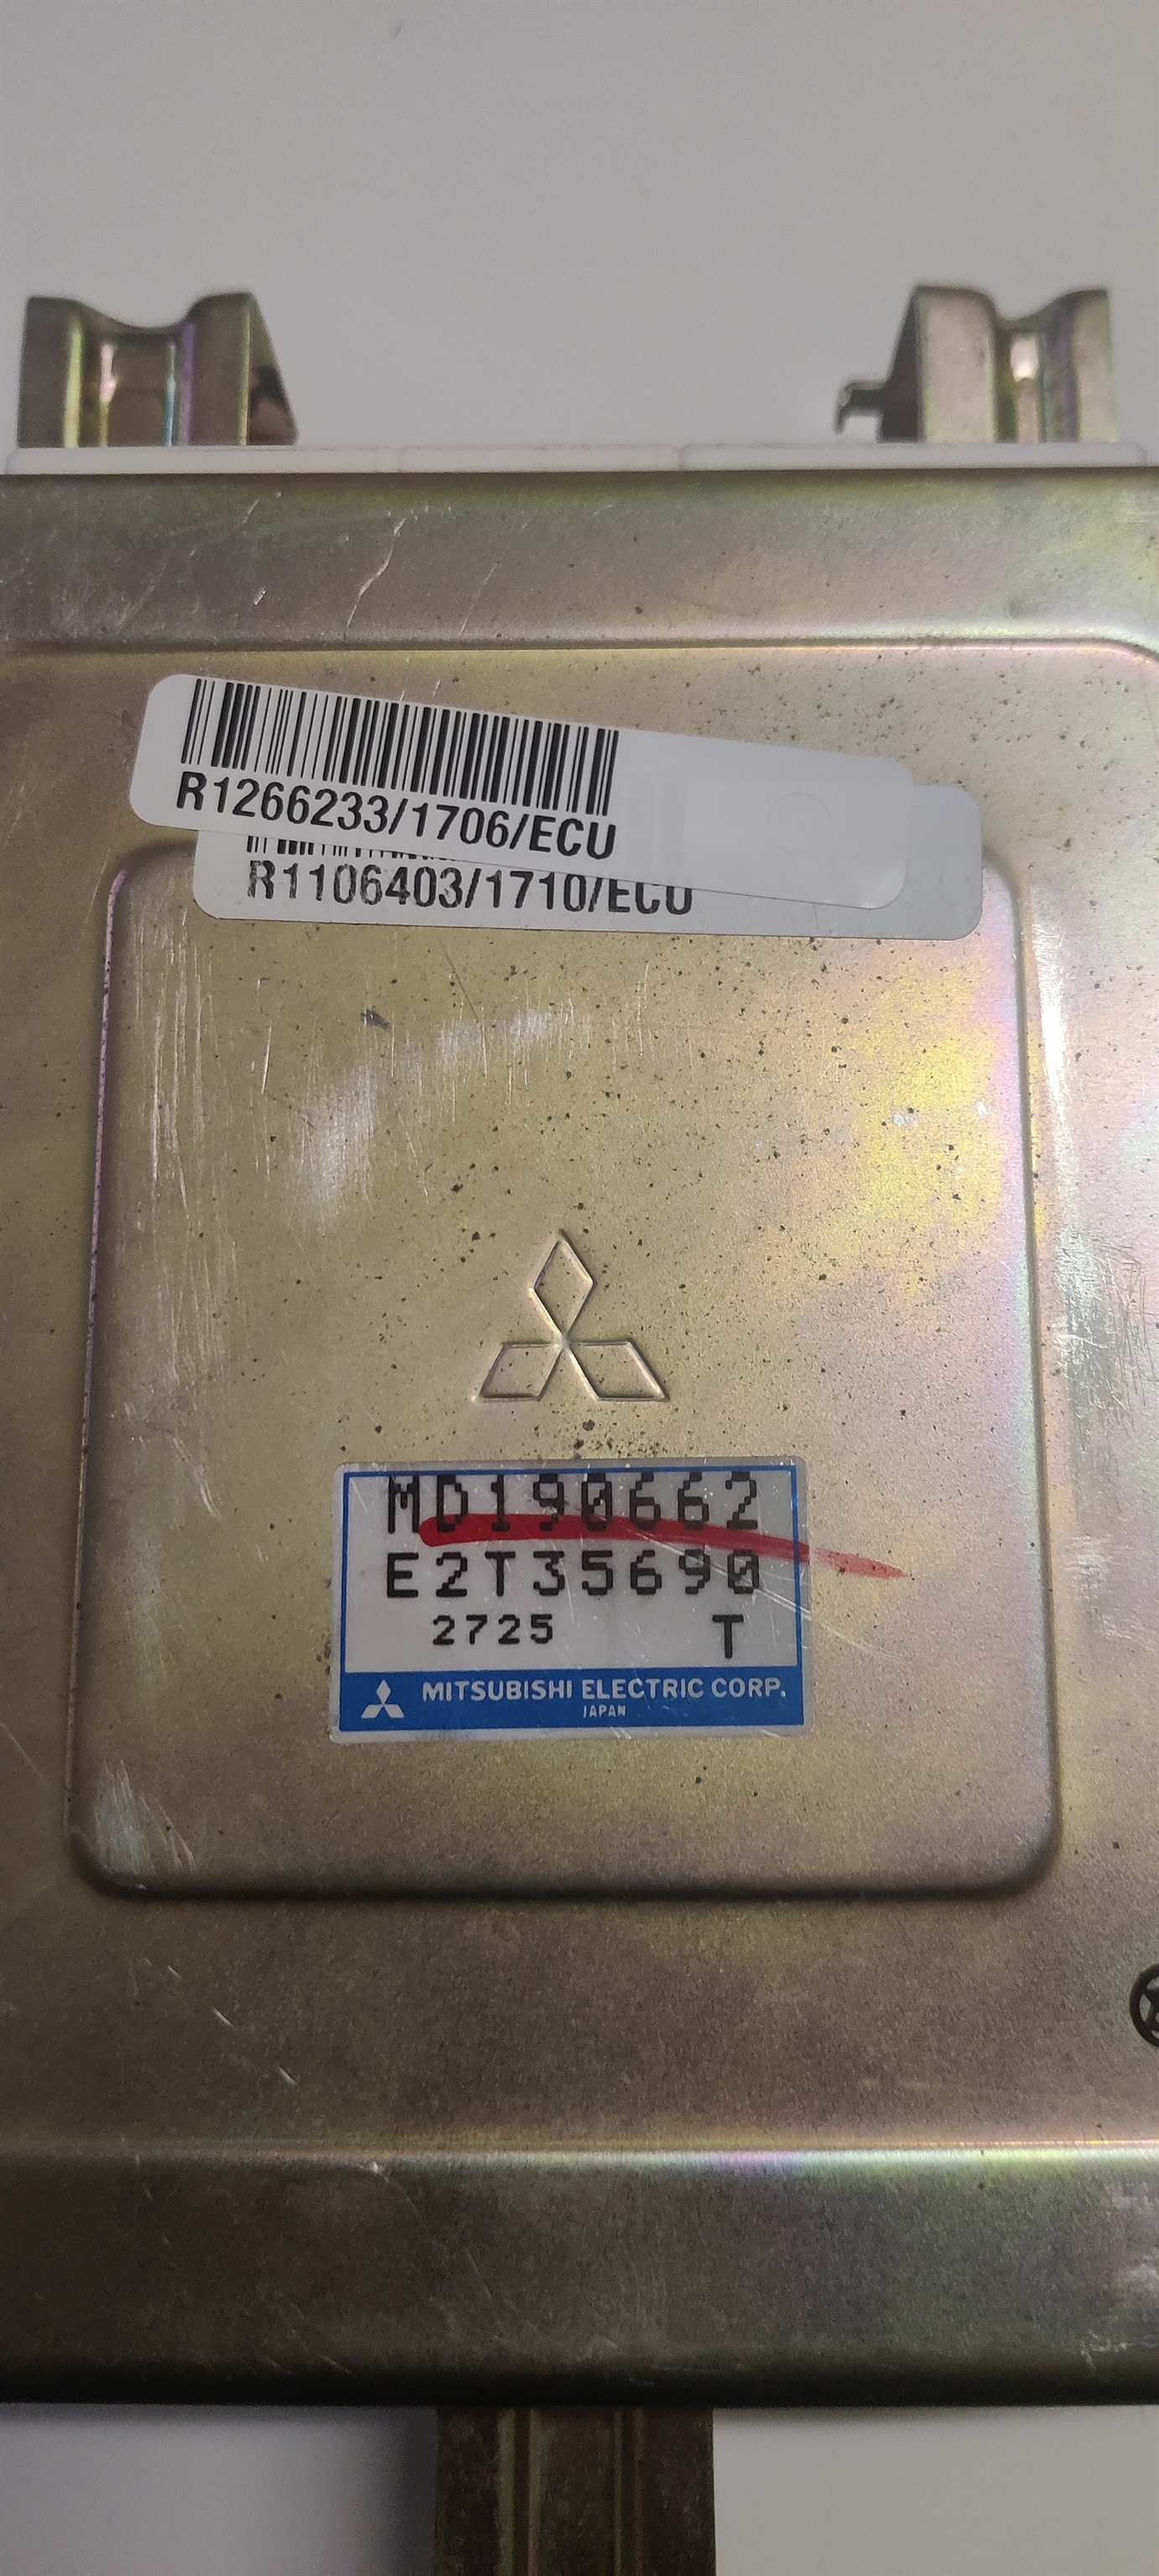 R1266233/1706/ECU
R1106403/1710/ECU
MD190662
E2T35690
2725 T
MITSUBISHI ELECTRIC CORP.
JAPAN